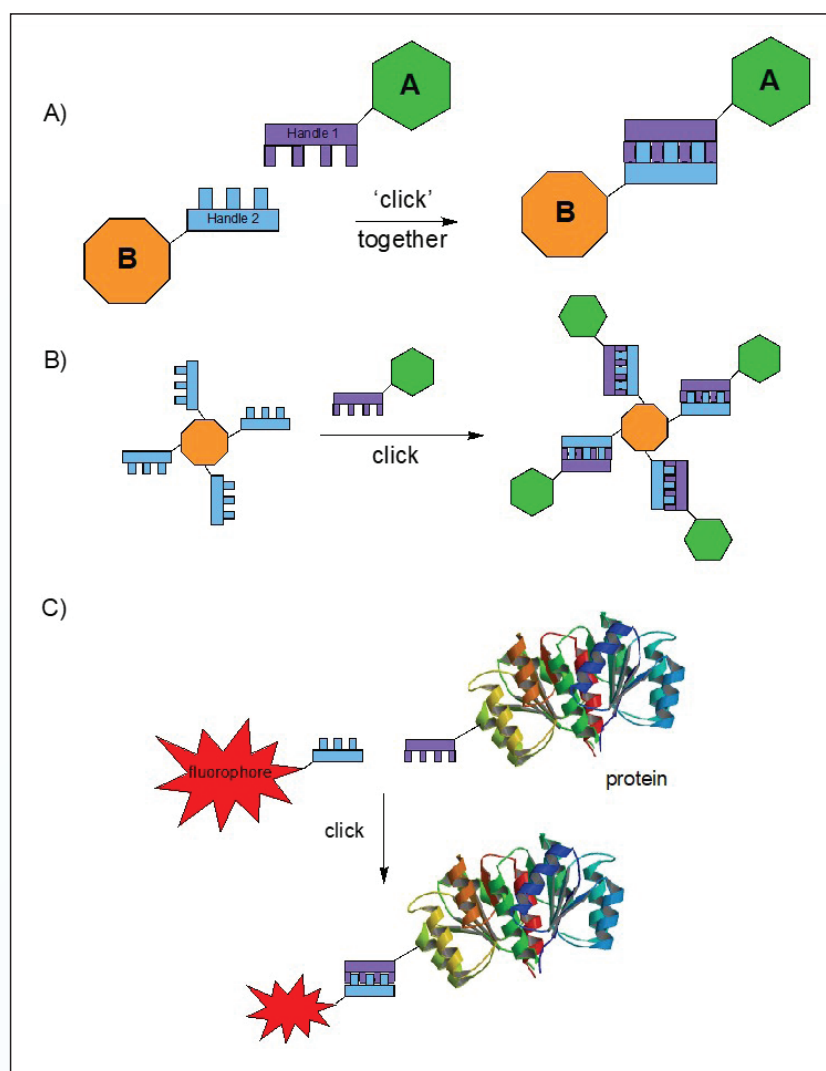 A)
A
Handle 1
A
B
Handle 2
'click'
together
B
B)
click
C)
fluorophore
protein
click